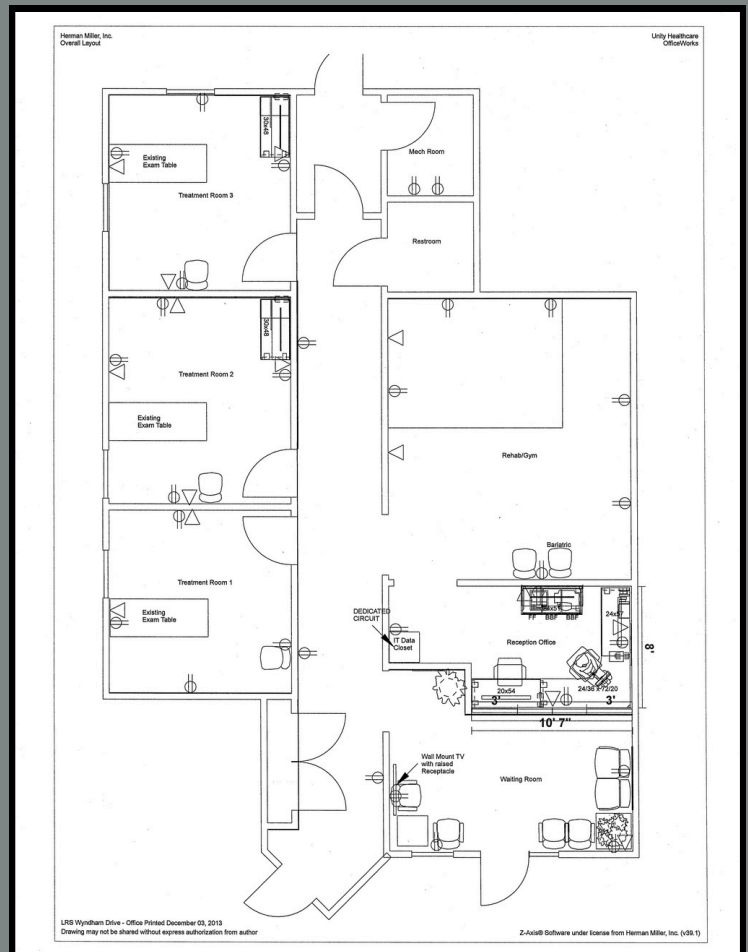 Herman Miller, Inc.
Overall Layout
Unity Healthcare
OfficeWorks
30x48
Mech Room
Existing
Exam Table
Treatment Room 3
Restroom
30x48
Treatment Room 2
Existing
Exam Table
Rehab/Gym
Bariatric
Treatment Room 1
Existing
Exam Table
DEDICATED
CIRCUIT
IT Data
Closet
FF BBF BBF
Reception Office
8'
20x54
24/36 x 72/20
3'
3'
10' 7"
Wall Mount TV
with raised
Receptacle
Waiting Room
LRS Wyndham Drive - Office Printed December 03, 2013
Drawing may not be shared without express authorization from author
Z-Axis® Software under license from Herman Miller, Inc. (v39.1)